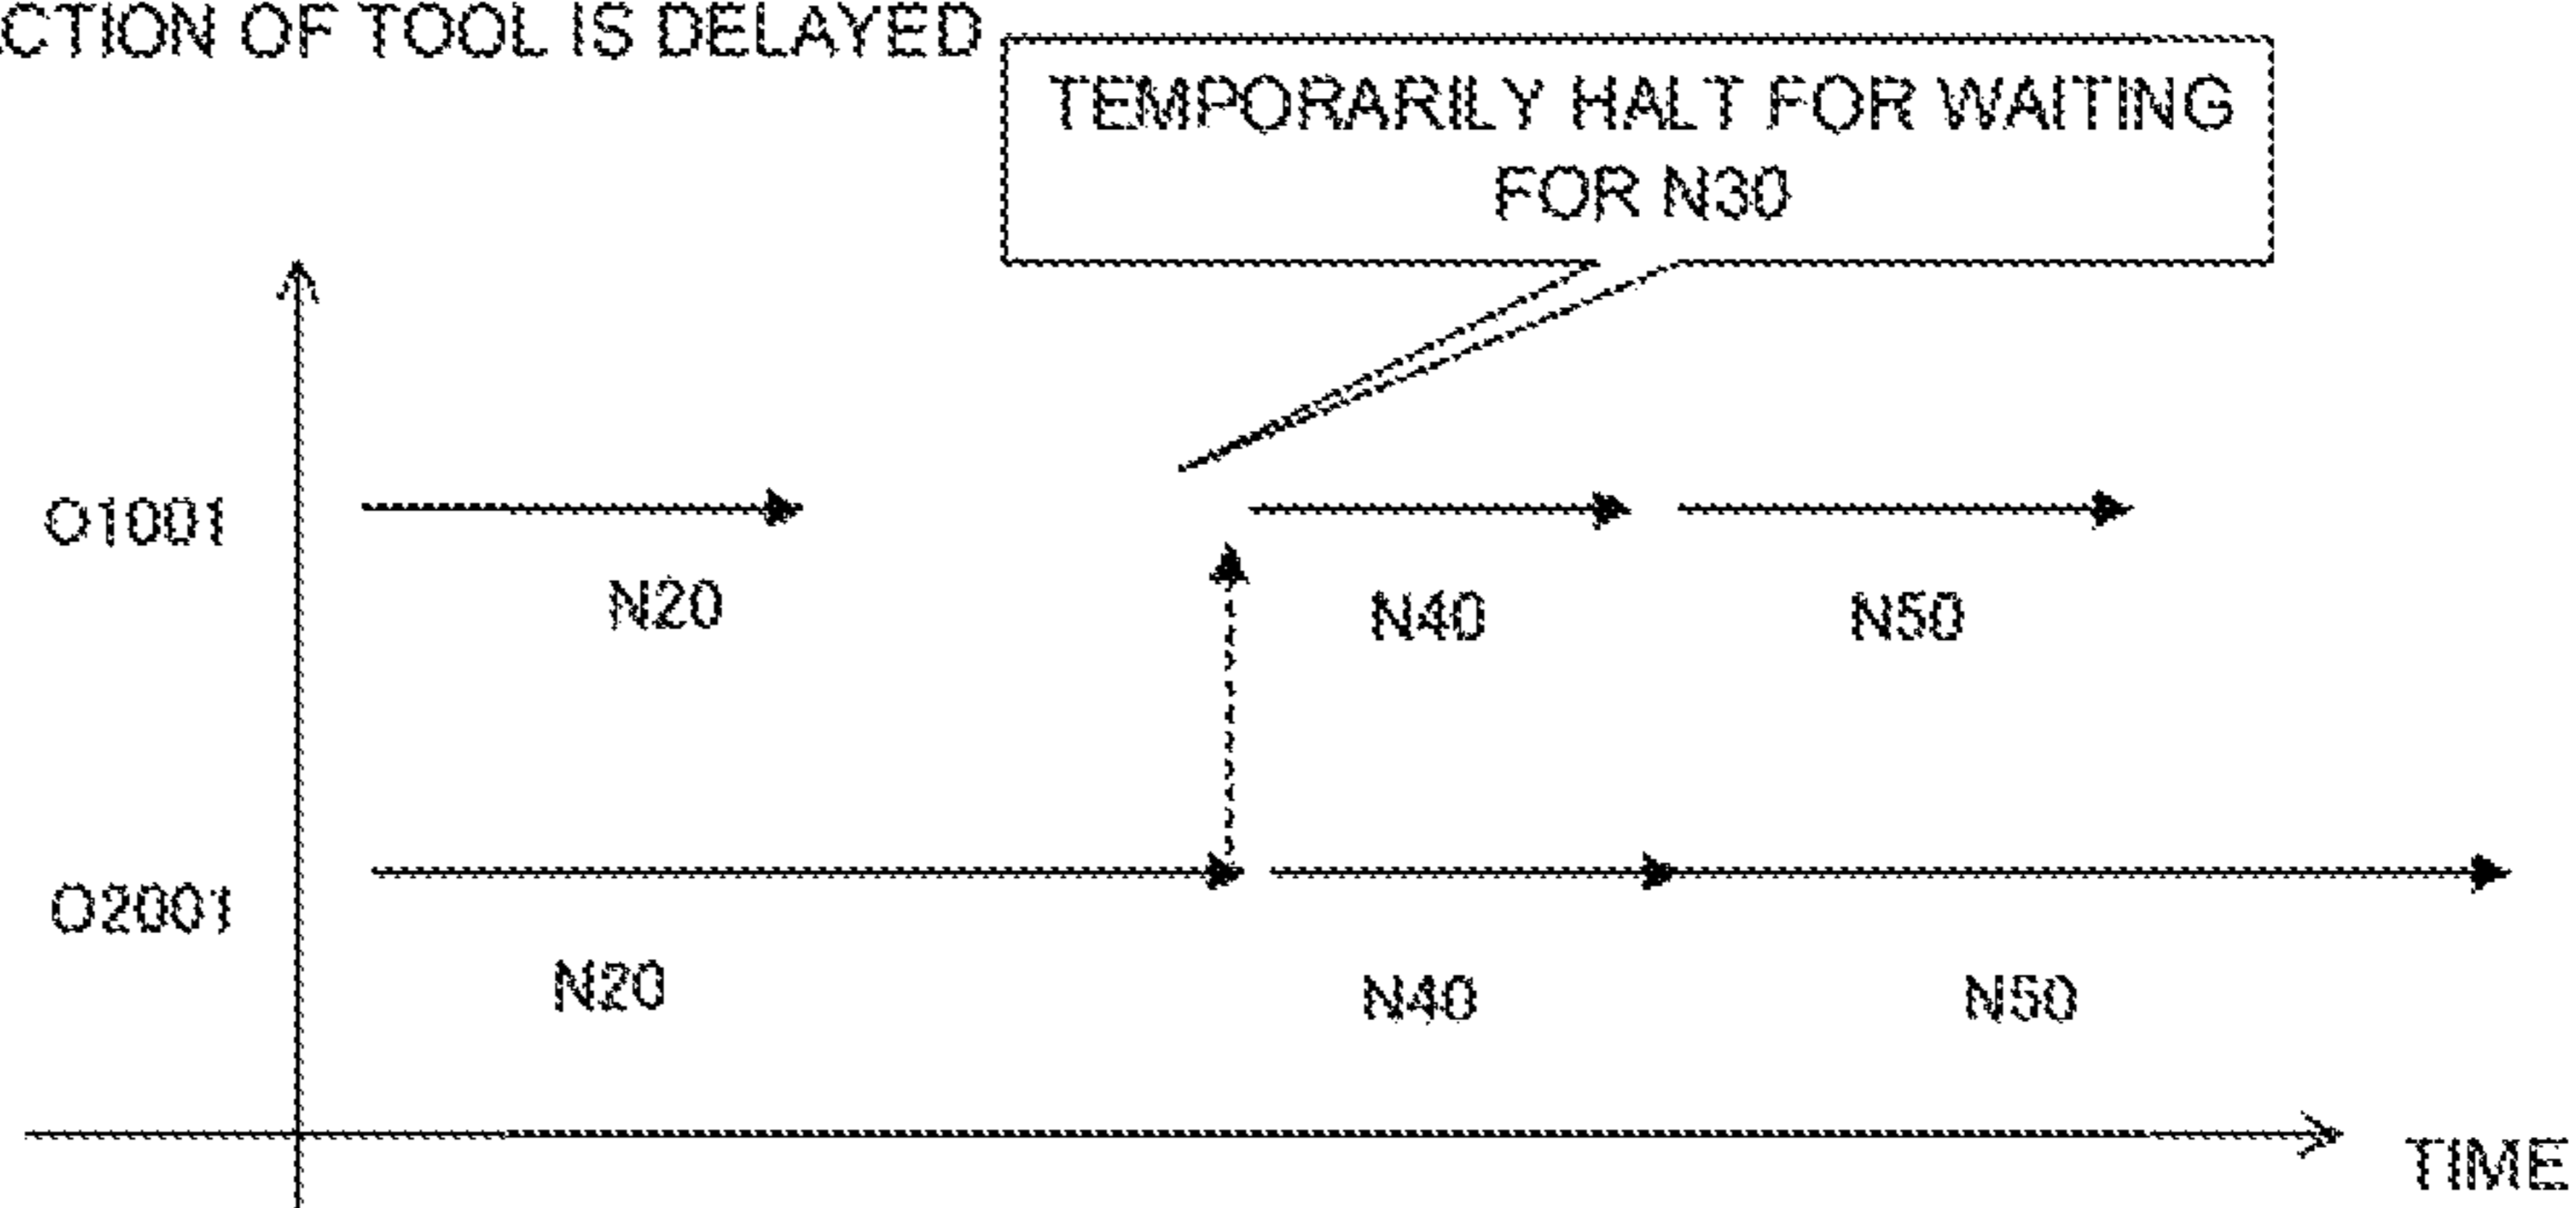 CTION OF TOOL IS DELAYED
TEMPORARILY HALT FOR WAITING
FOR N30
O1001
N20
N40
N50
O2001
N20
N40
N50
TIME